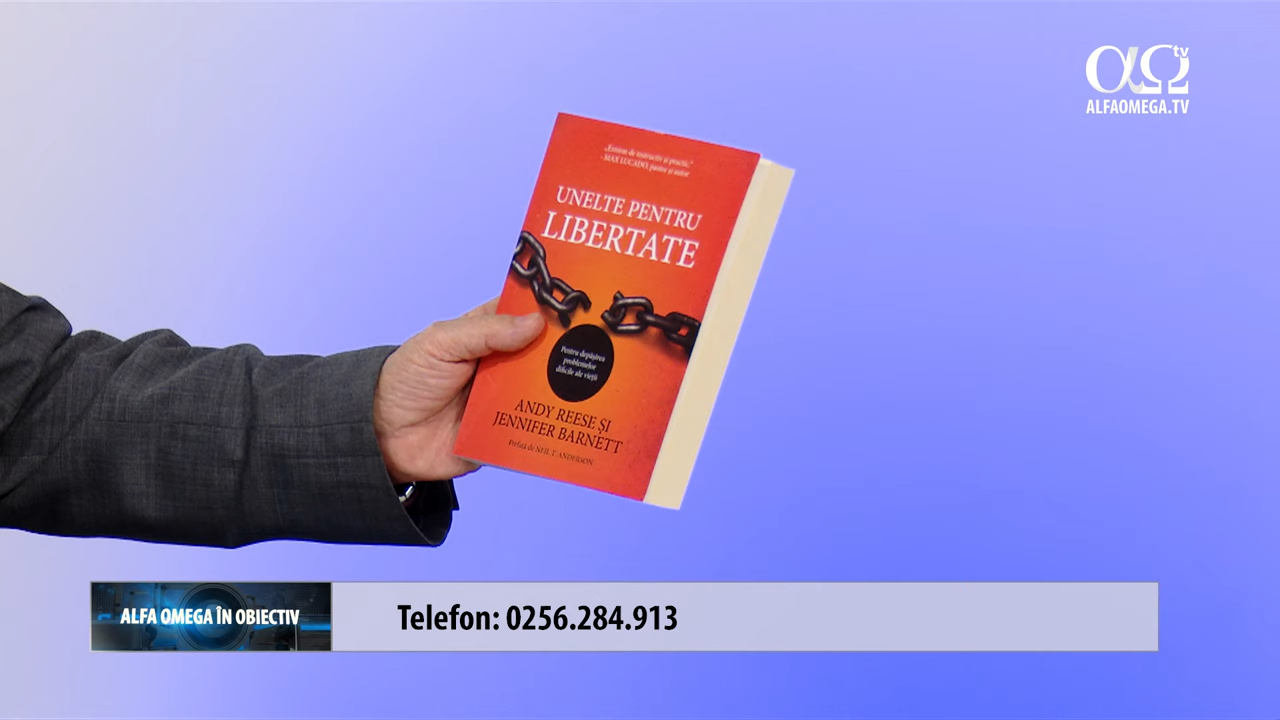 αΩ tv
ALFAOMEGA.TV
„Extrem de instructiv și practic.”
-MAX LUCADO, pastor și autor
UNELTE PENTRU
LIBERTATE
Pentru depășirea
problemelor
dificile ale vieții
ANDY REESE ȘI
JENNIFER BARNETT
Prefață de NEIL T. ANDERSON
ALFA OMEGA ÎN OBIECTIV
Telefon: 0256.284.913